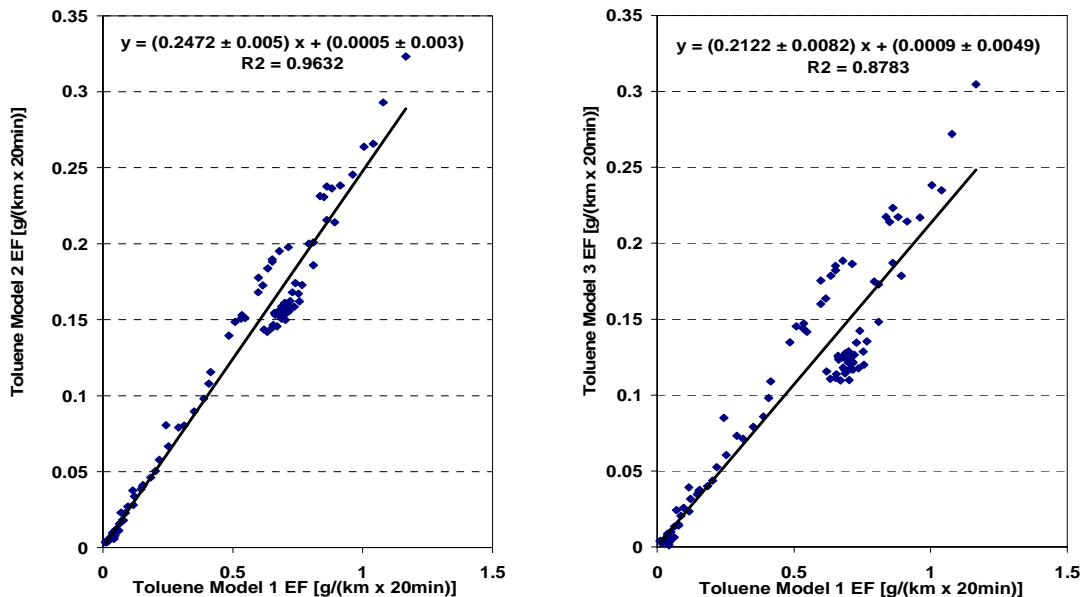 0.35
0.3
0.25
0.2
0.15
0.1
0.05
0
Toluene Model 2 EF [g/(km x 20min)]
y = (0.2472 ± 0.005) x + (0.0005 ± 0.003)
R2 = 0.9632
0 0.5 1 1.5
Toluene Model 1 EF [g/(km x 20min)]
0.35
0.3
0.25
0.2
0.15
0.1
0.05
0
Toluene Model 3 EF [g/(km x 20min)]
y = (0.2122 ± 0.0082) x + (0.0009 ± 0.0049)
R2 = 0.8783
0 0.5 1 1.5
Toluene Model 1 EF [g/(km x 20min)]